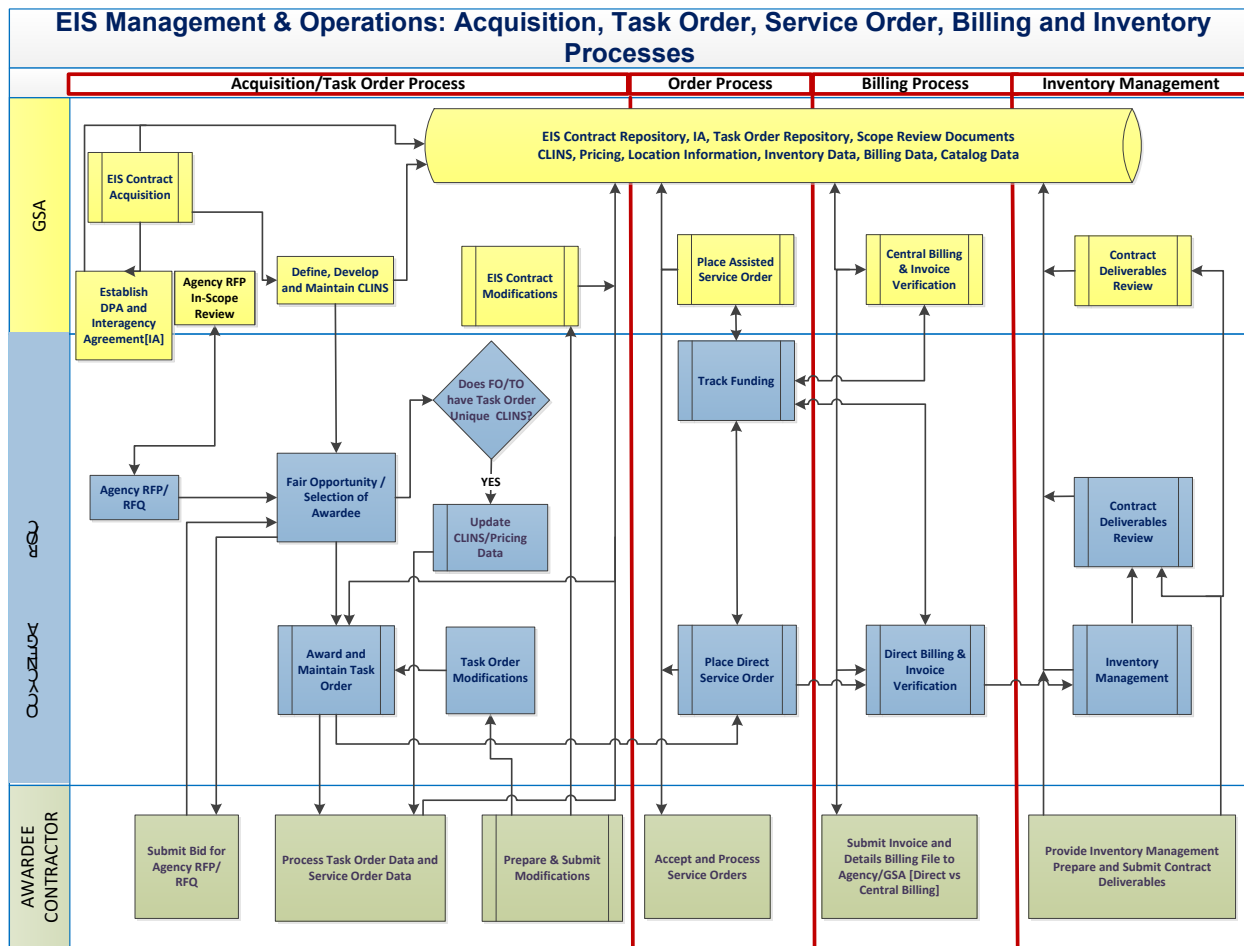 EIS Management & Operations: Acquisition, Task Order, Service Order, Billing and Inventory
Processes
Acquisition/Task Order Process
Order Process
Billing Process
Inventory Management
GSA
EIS Contract Repository, IA, Task Order Repository, Scope Review Documents
CLINS, Pricing, Location Information, Inventory Data, Billing Data, Catalog Data
EIS Contract
Acquisition
Establish
DPA and
Interagency
Agreement[IA]
Agency RFP
In-Scope
Review
Define, Develop
and Maintain CLINS
EIS Contract
Modifications
Place Assisted
Service Order
Central Billing
& Invoice
Verification
Contract
Deliverables
Review
Does FO/TO
have Task Order
Unique CLINS?
YES
Track Funding
Agency RFP/
RFQ
Fair Opportunity /
Selection of
Awardee
Update
CLINS/Pricing
Data
Contract
Deliverables
Review
Award and
Maintain Task
Order
Task Order
Modifications
Place Direct
Service Order
Direct Billing &
Invoice
Verification
Inventory
Management
AWARDEE
CONTRACTOR
Submit Bid for
Agency RFP/
RFQ
Process Task Order Data and
Service Order Data
Prepare & Submit
Modifications
Accept and Process
Service Orders
Submit Invoice and
Details Billing File to
Agency/GSA [Direct vs
Central Billing]
Provide Inventory Management
Prepare and Submit Contract
Deliverables